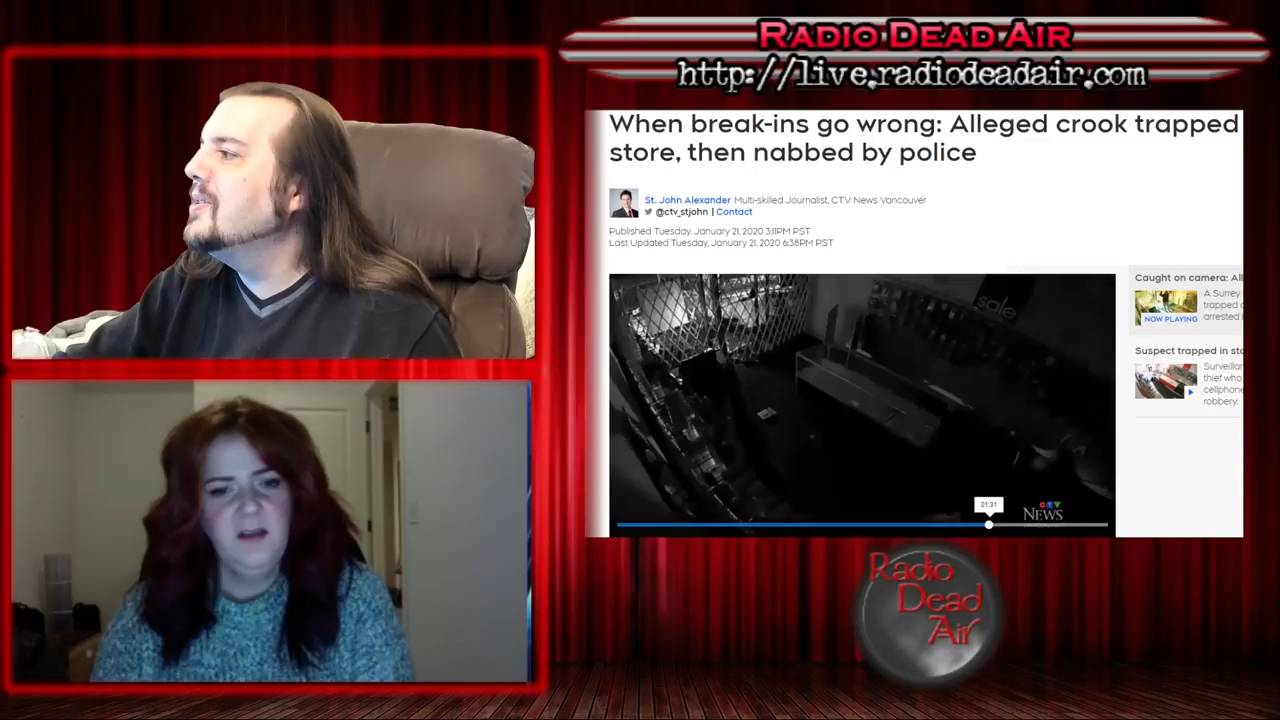 RADIO DEAD AIR
http://live.radiodeadair.com
When break-ins go wrong: Alleged crook trapped
store, then nabbed by police
St. John Alexander Multi-skilled Journalist, CTV News Vancouver
@ctv_stjohn | Contact
Published Tuesday, January 21, 2020 3:11PM PST
Last Updated Tuesday, January 21, 2020 6:38PM PST
sale
01:31
CTV
NEWS
Caught on camera: All
A Surrey
trapped
arrested
NOW PLAYING
Suspect trapped in sto
Surveillan
thief who
cellphone
robbery.
Radio
Dead
Air